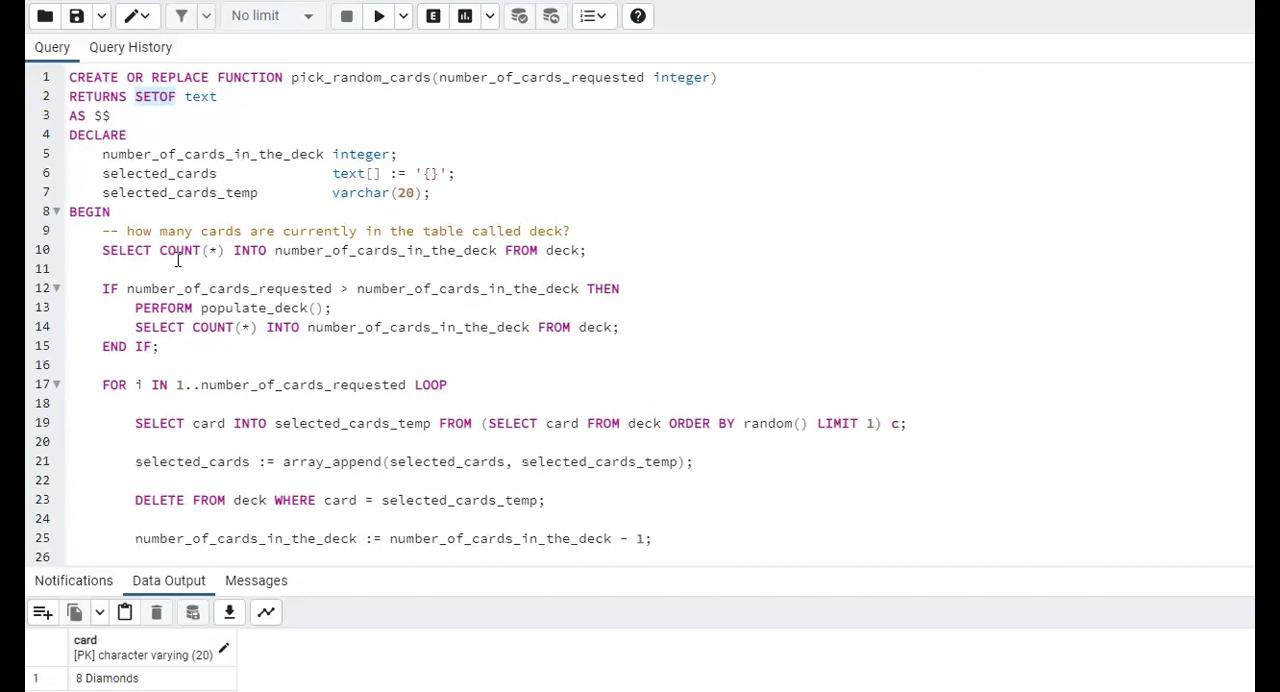 No limit
Query Query History
1 CREATE OR REPLACE FUNCTION pick_random_cards(number_of_cards_requested integer)
2 RETURNS SETOF text
3 AS $$
4 DECLARE
5 number_of_cards_in_the_deck integer;
6 selected_cards text[] := '{}';
7 selected_cards_temp varchar(20);
8 BEGIN
9 -- how many cards are currently in the table called deck?
10 SELECT COUNT(*) INTO number_of_cards_in_the_deck FROM deck;
11
12 IF number_of_cards_requested > number_of_cards_in_the_deck THEN
13 PERFORM populate_deck();
14 SELECT COUNT(*) INTO number_of_cards_in_the_deck FROM deck;
15 END IF;
16
17 FOR i IN 1..number_of_cards_requested LOOP
18
19 SELECT card INTO selected_cards_temp FROM (SELECT card FROM deck ORDER BY random() LIMIT 1) c;
20
21 selected_cards := array_append(selected_cards, selected_cards_temp);
22
23 DELETE FROM deck WHERE card = selected_cards_temp;
24
25 number_of_cards_in_the_deck := number_of_cards_in_the_deck - 1;
26
Notifications Data Output Messages
card
[PK] character varying (20)
1 8 Diamonds